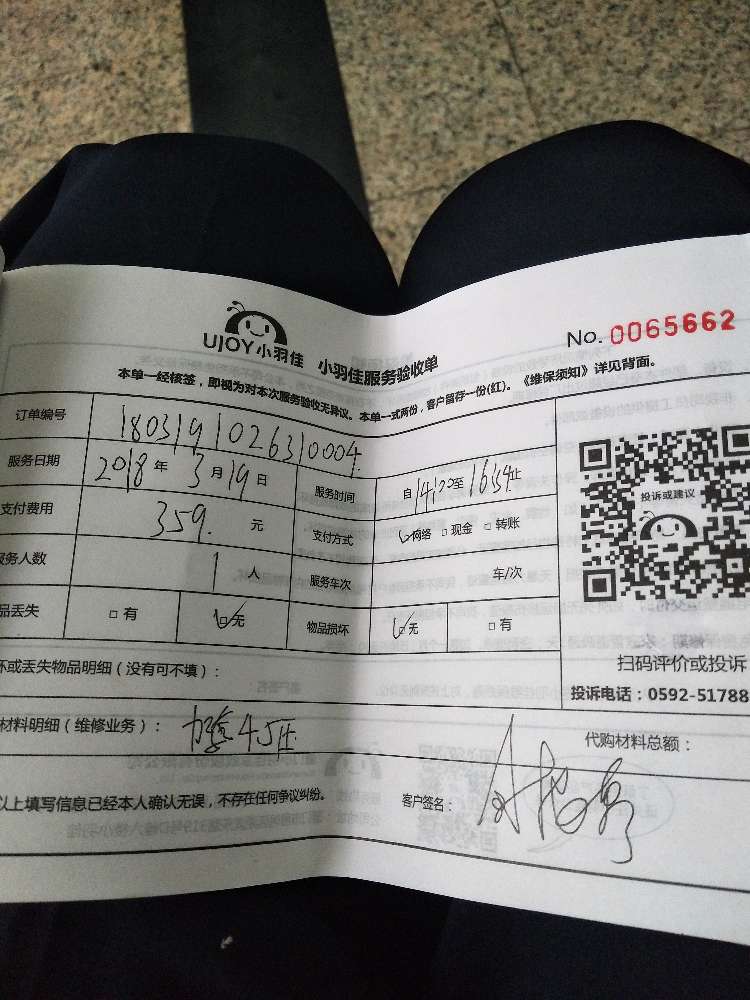 UJOY小羽佳 小羽佳服务验收单 No. 0065662
本单一经核签，即视为对本次服务验收无异议。本单一式两份，客户留存一份(红)。《维保须知》详见背面。
订单编号 1803191026310004
服务日期 2018年3月19日 服务时间 自14:20至16:54止
投诉或建议
支付费用 359.元 支付方式 网络 现金 转账
服务人数 1人 服务车次 车/次
品丢失 有 无 物品损坏 无 有
坏或丢失物品明细（没有可不填）：
扫码评价或投诉
投诉电话：0592-51788
材料明细（维修业务）： 加 45 代购材料总额：
以上填写信息已经本人确认无误，不存在任何争议纠纷。 客户签名：